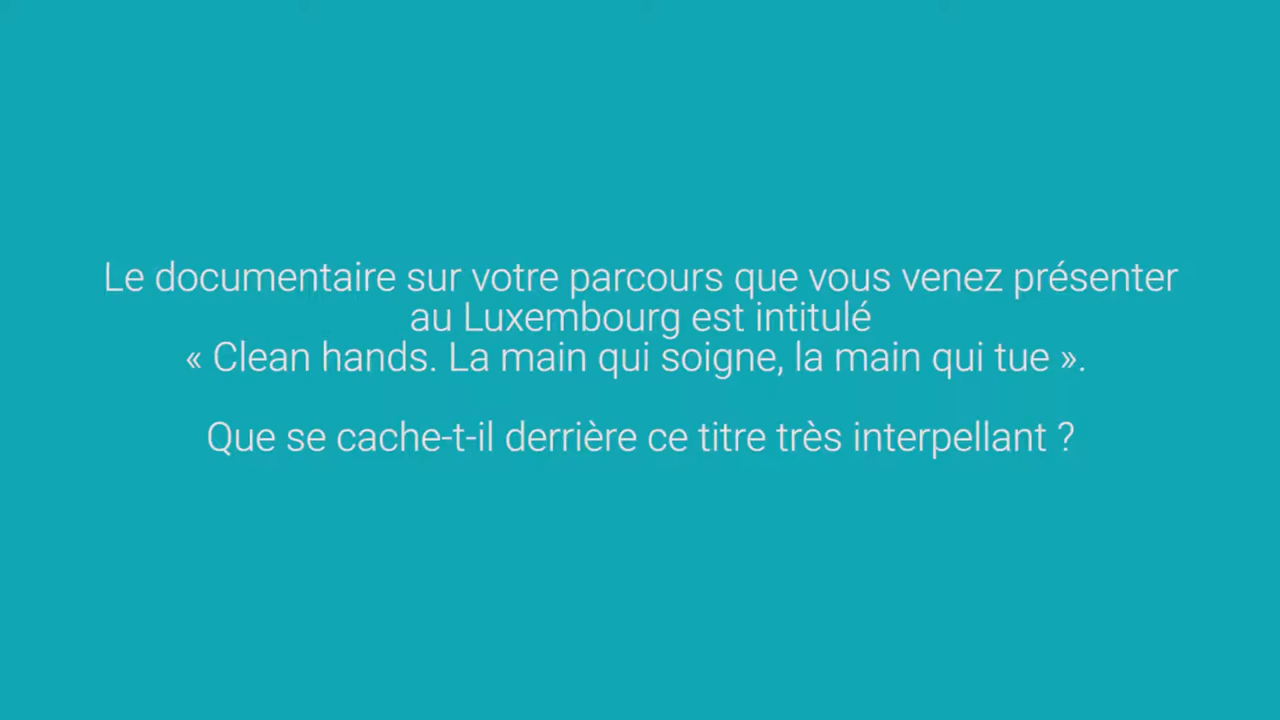 Le documentaire sur votre parcours que vous venez présenter
au Luxembourg est intitulé
« Clean hands. La main qui soigne, la main qui tue ».
Que se cache-t-il derrière ce titre très interpellant ?